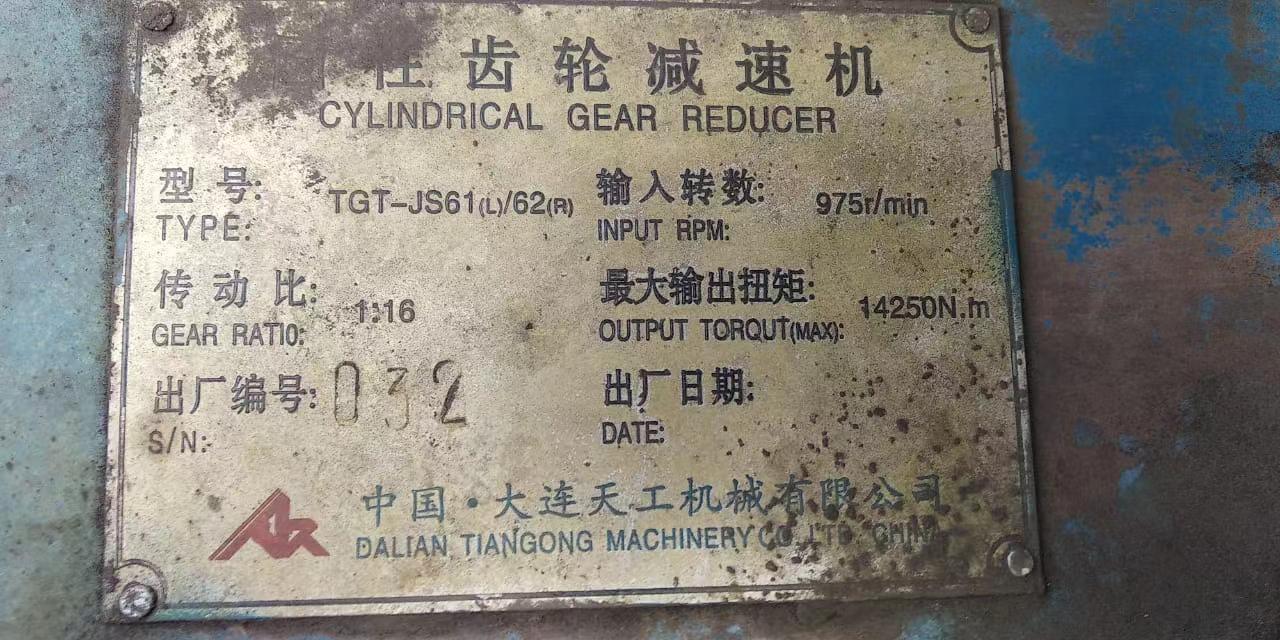 柱齿轮减速机
CYLINDRICAL GEAR REDUCER
型号: TGT-JS61(L)/62(R) 输入转数: 975r/min
TYPE: INPUT RPM:
传动比: 1:16 最大输出扭矩: 14250N.m
GEAR RATIO: OUTPUT TORQUT(MAX):
出厂编号: 032 出厂日期:
S/N: DATE:
中国·大连天工机械有限公司
DALIAN TIANGONG MACHINERY CO.,LTD. CHINA